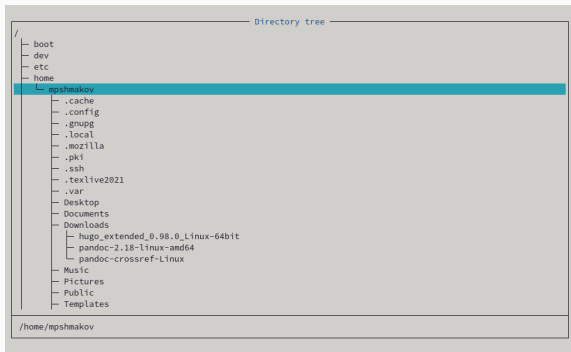 Directory tree
/
boot
dev
etc
home
mpshmakov
.cache
.config
.gnupg
.local
.mozilla
.pki
.ssh
.texlive2021
.var
Desktop
Documents
Downloads
hugo_extended_0.98.0_Linux-64bit
pandoc-2.18-linux-amd64
pandoc-crossref-Linux
Music
Pictures
Public
Templates
/home/mpshmakov